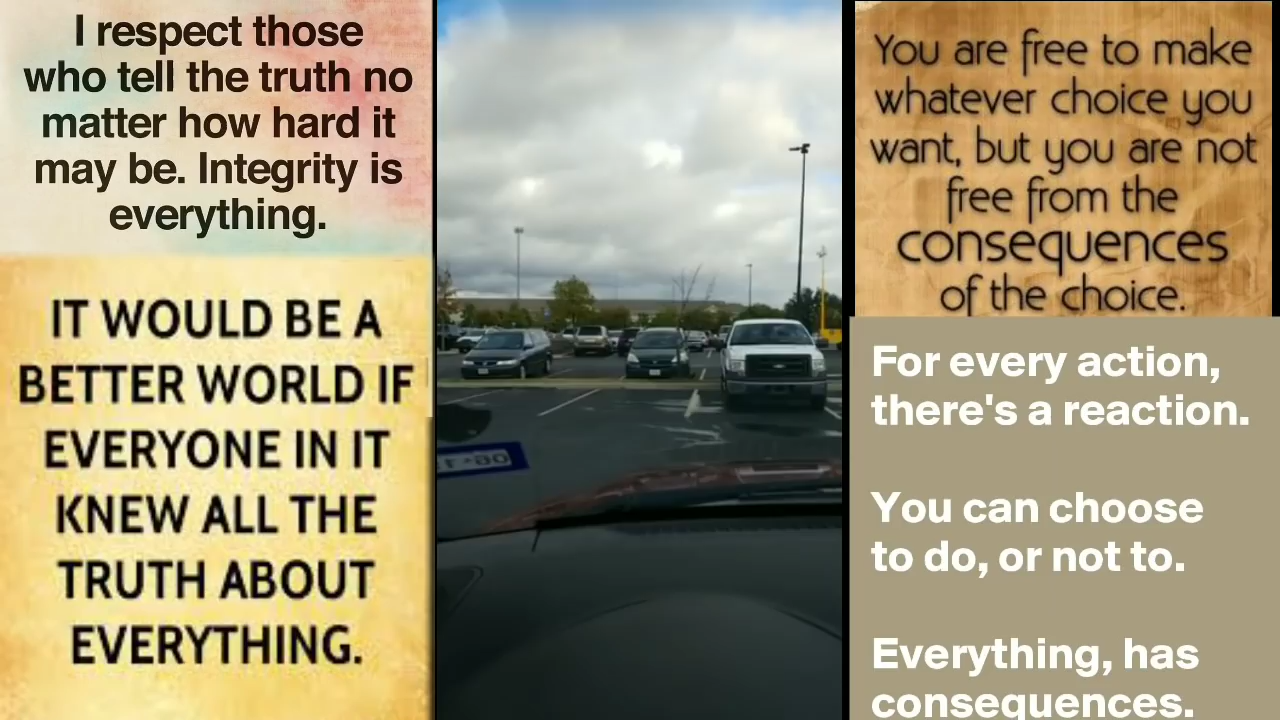 I respect those
who tell the truth no
matter how hard it
may be. Integrity is
everything.
IT WOULD BE A
BETTER WORLD IF
EVERYONE IN IT
KNEW ALL THE
TRUTH ABOUT
EVERYTHING.
You are free to make
whatever choice you
want, but you are not
free from the
consequences
of the choice.
For every action,
there's a reaction.
You can choose
to do, or not to.
Everything, has
consequences.